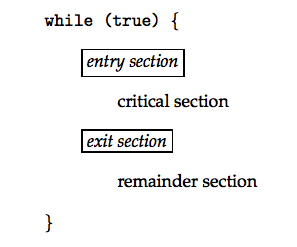 while (true) {
entry section
critical section
exit section
remainder section
}